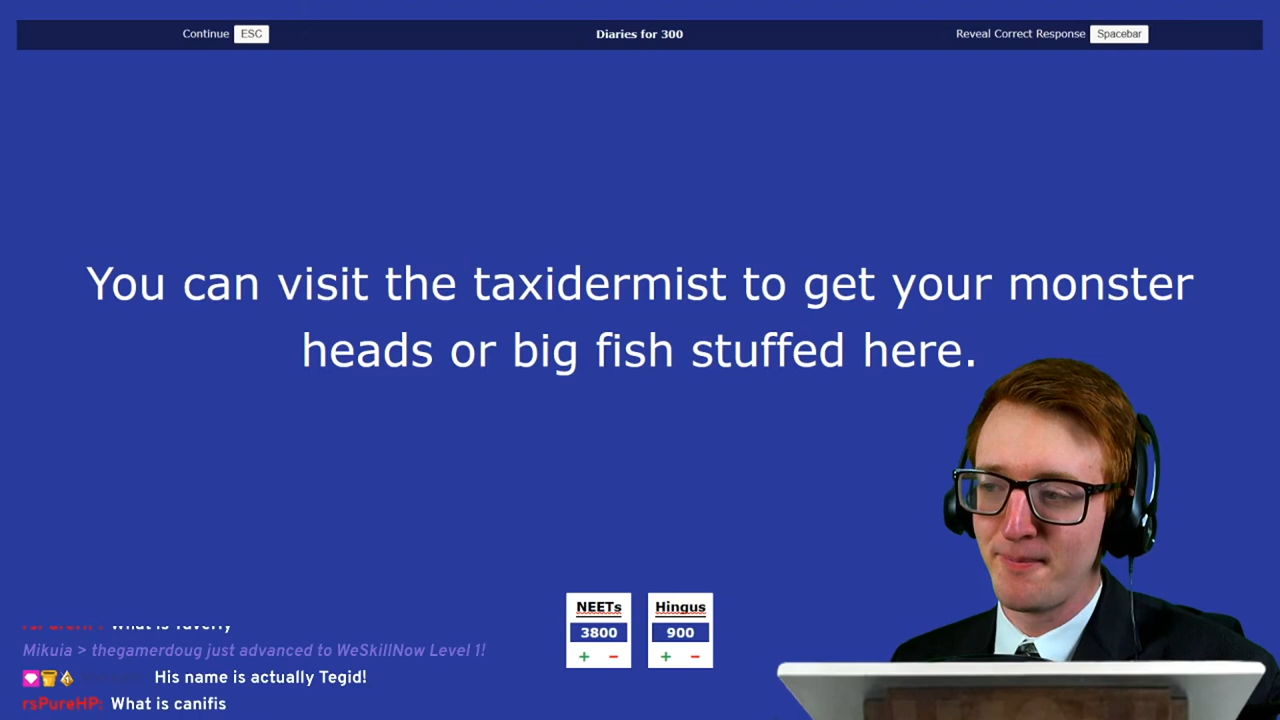 Continue ESC
Diaries for 300
Reveal Correct Response Spacebar
You can visit the taxidermist to get your monster
heads or big fish stuffed here.
NEETs
3800
+ −
Hingus
900
+ −
Mikuia > thegamerdoug just advanced to WeSkillNow Level 1!
His name is actually Tegid!
rsPureHP: What is canifis